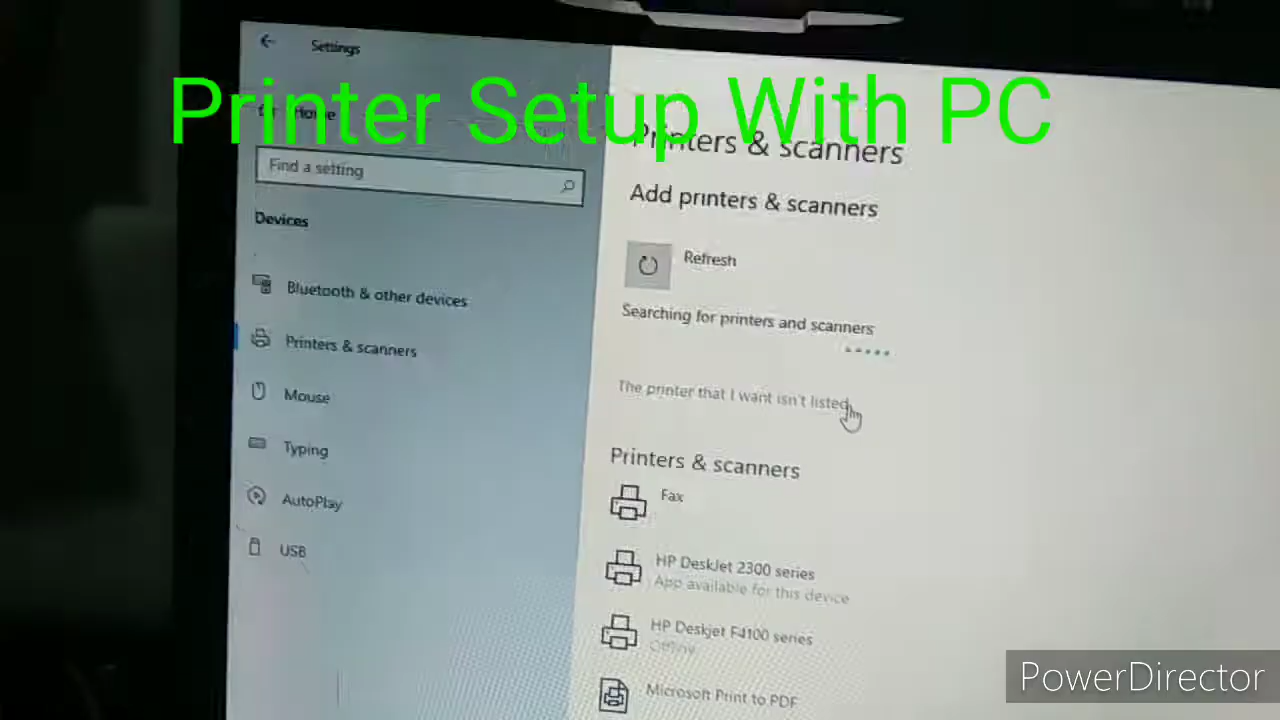 Settings
Printer Setup With PC
Home
Printers & scanners
Find a setting
Add printers & scanners
Devices
Refresh
Bluetooth & other devices
Searching for printers and scanners
Printers & scanners
The printer that I want isn't listed
Mouse
Typing
Printers & scanners
Fax
AutoPlay
USB
HP DeskJet 2300 series
App available for this device
HP Deskjet F4100 series
Offline
Microsoft Print to PDF
PowerDirector